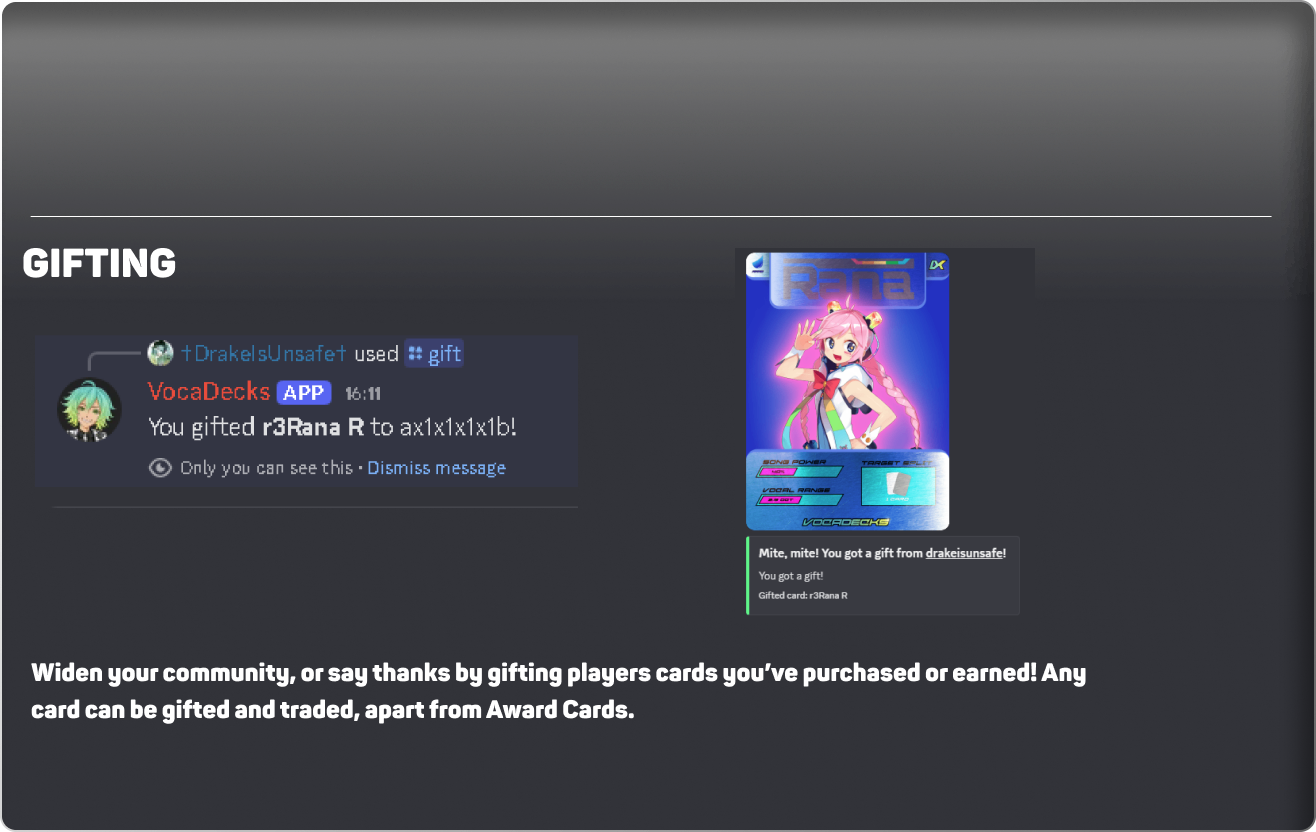 GIFTING
†DrakeIsUnsafe† used gift
VocaDecks APP 16:11
You gifted r3Rana R to ax1x1x1x1b!
Only you can see this • Dismiss message
Rana
DX
SONG POWER
TARGET
VOCAL RANGE
1 CARD
VOCADECKS
Mite, mite! You got a gift from drakeisunsafe!
You got a gift!
Gifted card: r3Rana R
Widen your community, or say thanks by gifting players cards you’ve purchased or earned! Any
card can be gifted and traded, apart from Award Cards.